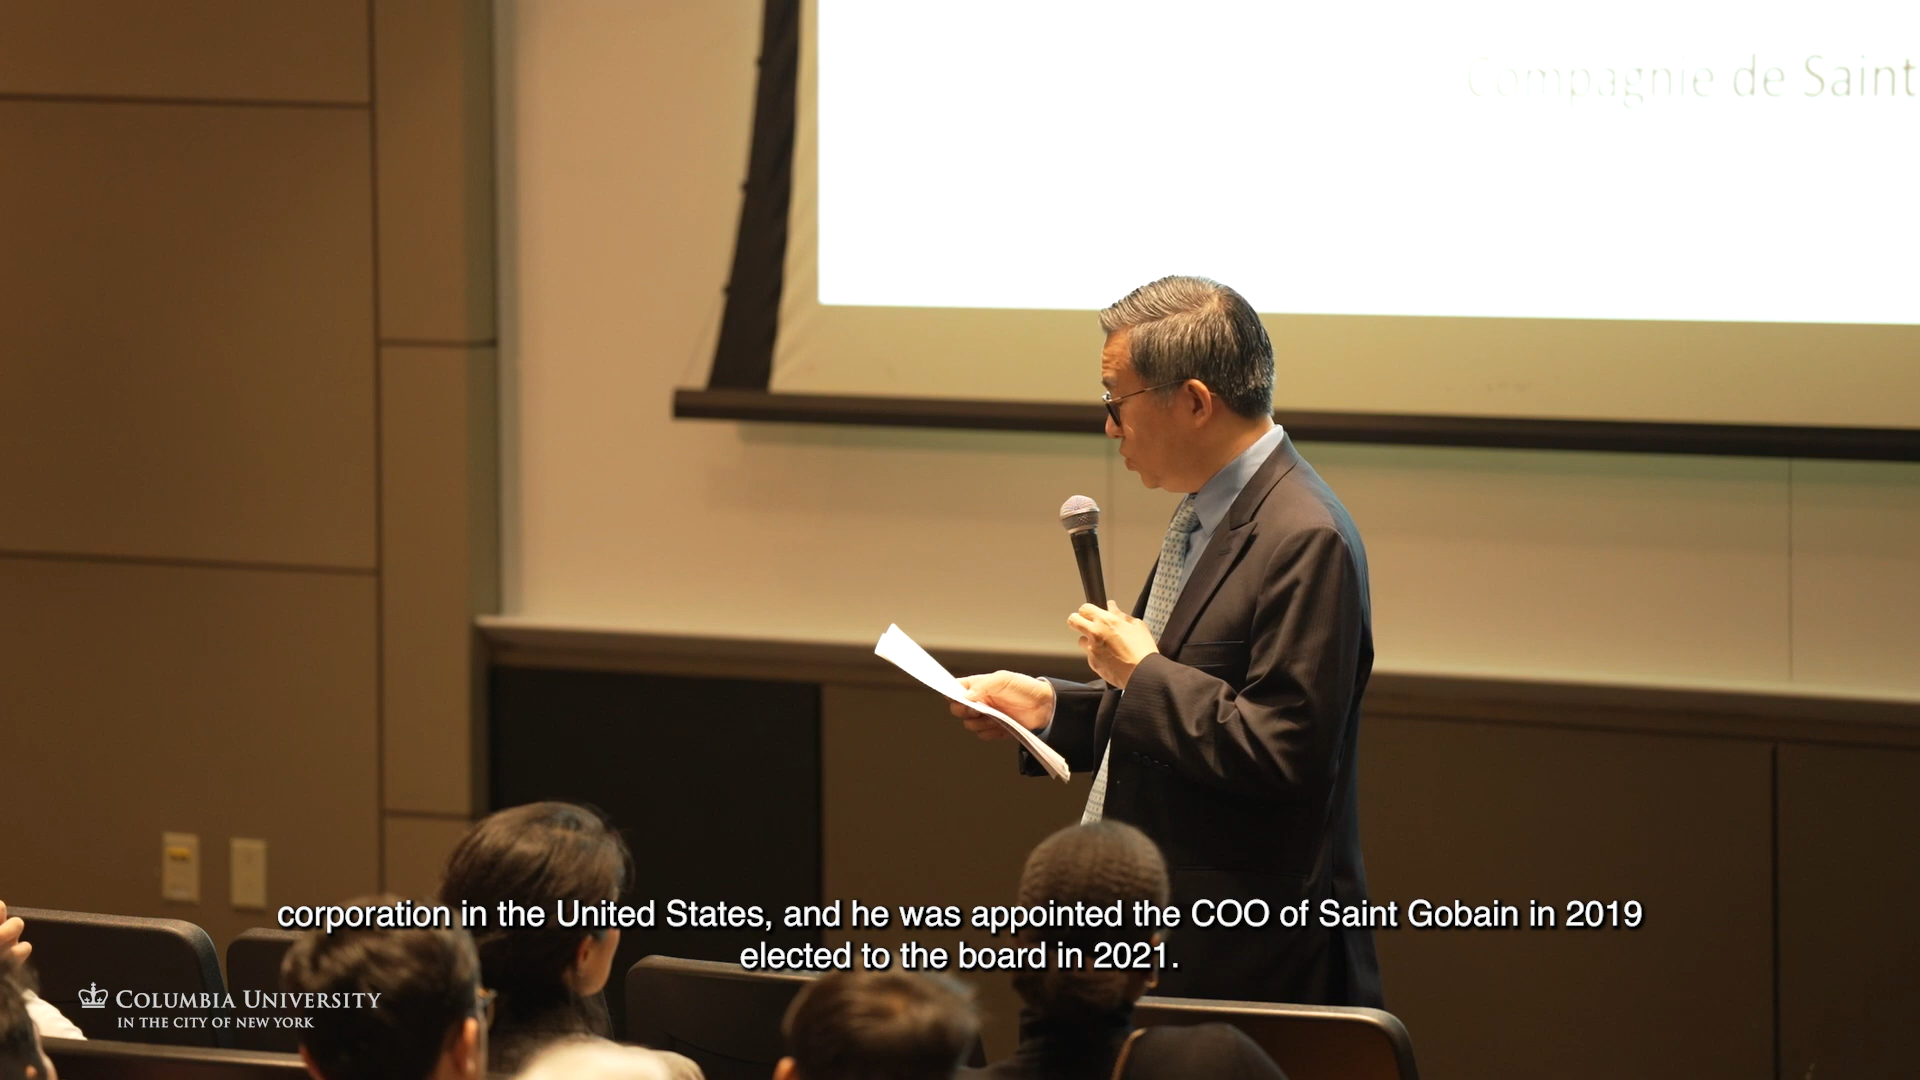 Compagnie de Saint
corporation in the United States, and he was appointed the COO of Saint Gobain in 2019
elected to the board in 2021.
COLUMBIA UNIVERSITY
IN THE CITY OF NEW YORK